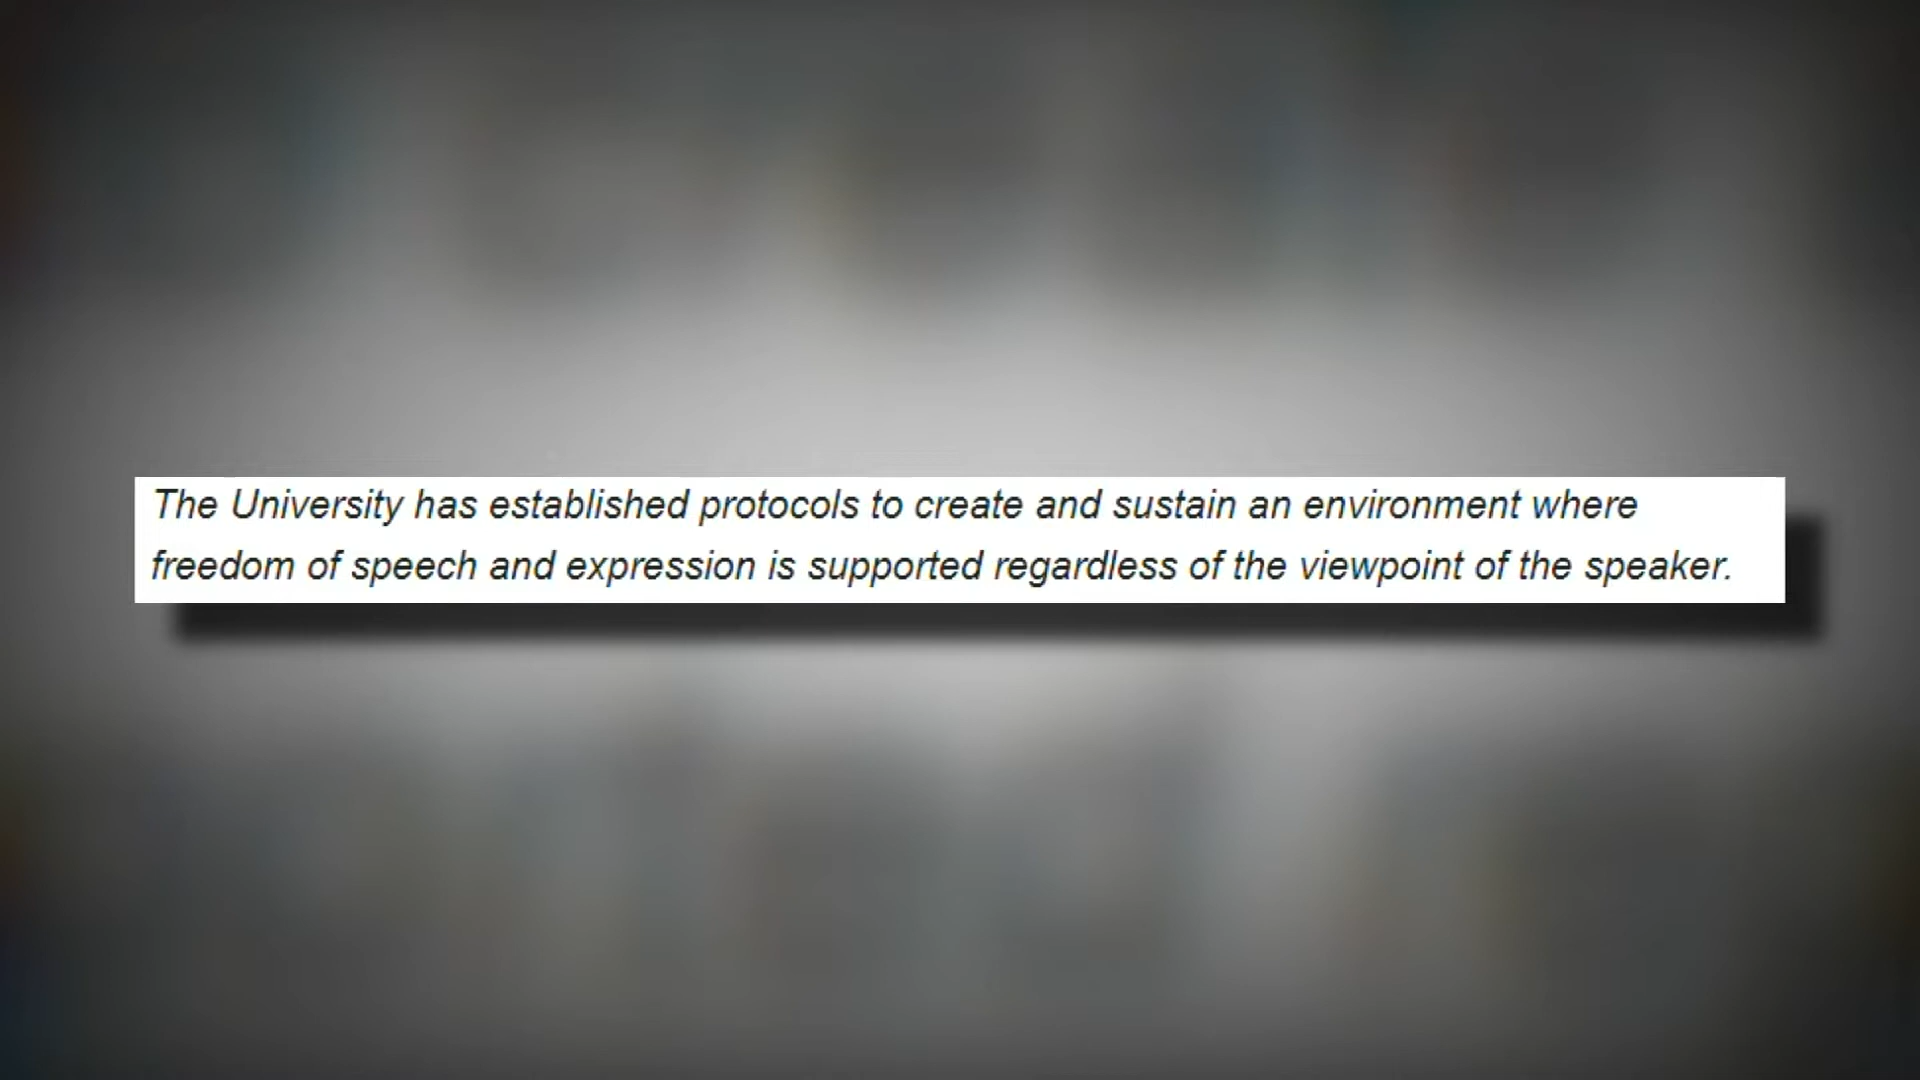 The University has established protocols to create and sustain an environment where
freedom of speech and expression is supported regardless of the viewpoint of the speaker.